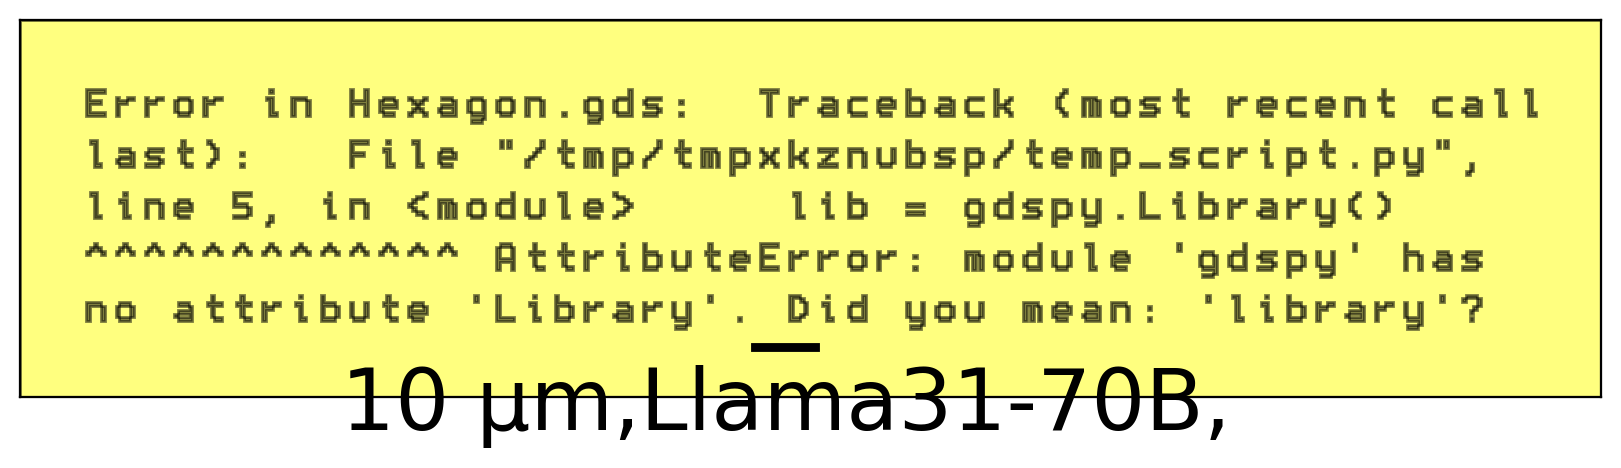 Error in Hexagon.gds:  Traceback (most recent call
last):   File "/tmp/tmpxkznubsp/temp_script.py",
line 5, in <module>     lib = gdspy.Library()
^^^^^^^^^^^^^ AttributeError: module 'gdspy' has
no attribute 'Library'. Did you mean: 'library'?
10 μm,Llama31-70B,